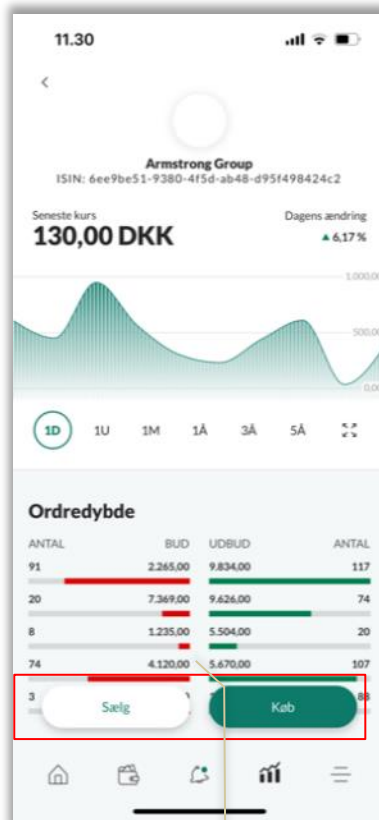 11.30
Armstrong Group
ISIN: 6ee9be51-9380-4f5d-ab48-d95f498424c2
Seneste kurs Dagens ændring
130,00 DKK ▲ 6,17 %
1.000,00
500,00
0,00
1D 1U 1M 1Å 3Å 5Å
Ordredybde
ANTAL BUD UDBUD ANTAL
91 2.265,00 9.834,00 117
20 7.369,00 9.626,00 74
8 1.235,00 5.504,00 20
74 4.120,00 5.670,00 107
3 88
Sælg Køb